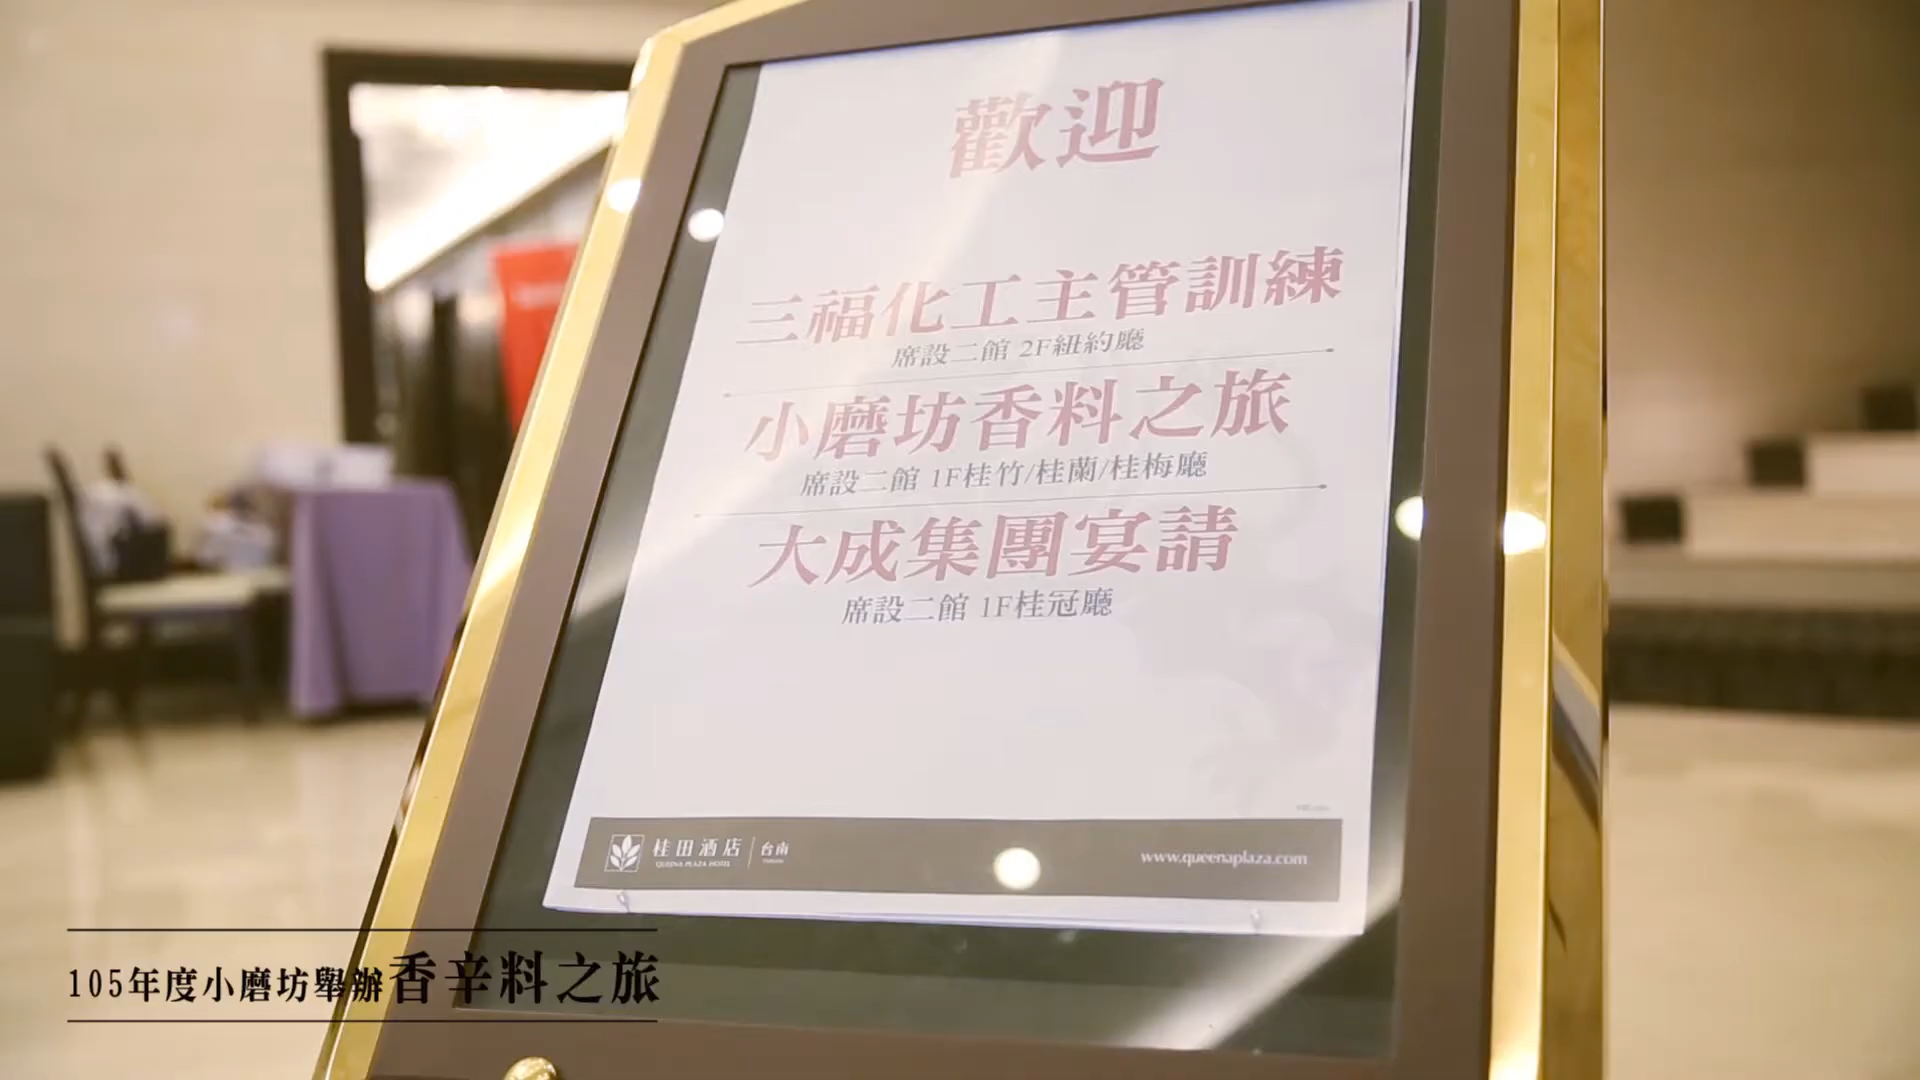 歡迎
三福化工主管訓練
席設二館 2F紐約廳
小磨坊香料之旅
席設二館 1F桂竹/桂蘭/桂梅廳
大成集團宴請
席設二館 1F桂冠廳
桂田酒店 台南
QUEENA PLAZA HOTEL
www.queenaplaza.com
105年度小磨坊舉辦香辛料之旅